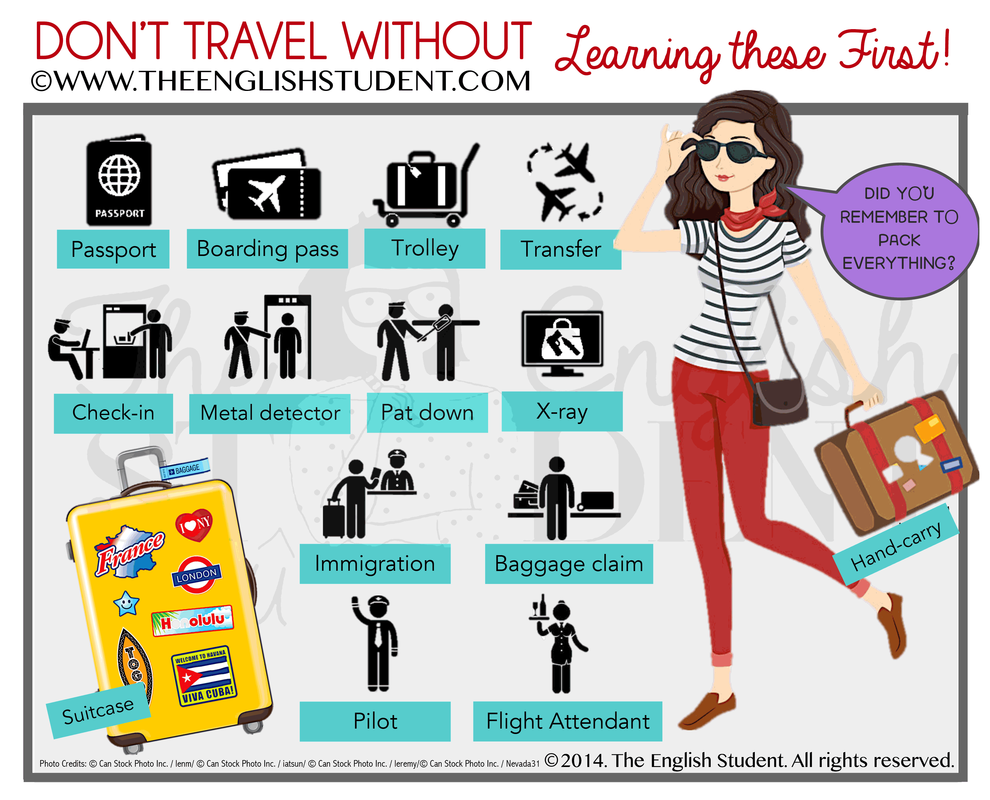 DON'T TRAVEL WITHOUT Learning these First!
©WWW.THEENGLISHSTUDENT.COM
DID YOU
REMEMBER TO
PACK
EVERYTHING?
PASSPORT
Passport
Boarding pass
Trolley
Transfer
Check-in
Metal detector
Pat down
X-ray
BAGGAGE
France
I ♥ NY
LONDON
Honolulu
TOG
WELCOME TO HAVANA
VIVA CUBA!
Suitcase
Immigration
Baggage claim
Hand-carry
Pilot
Flight Attendant
The English
STUDENT
Photo Credits: © Can Stock Photo Inc. / lenm/ © Can Stock Photo Inc. / iatsun/ © Can Stock Photo Inc. / leremy/© Can Stock Photo Inc. / Nevada31 ©2014. The English Student. All rights reserved.